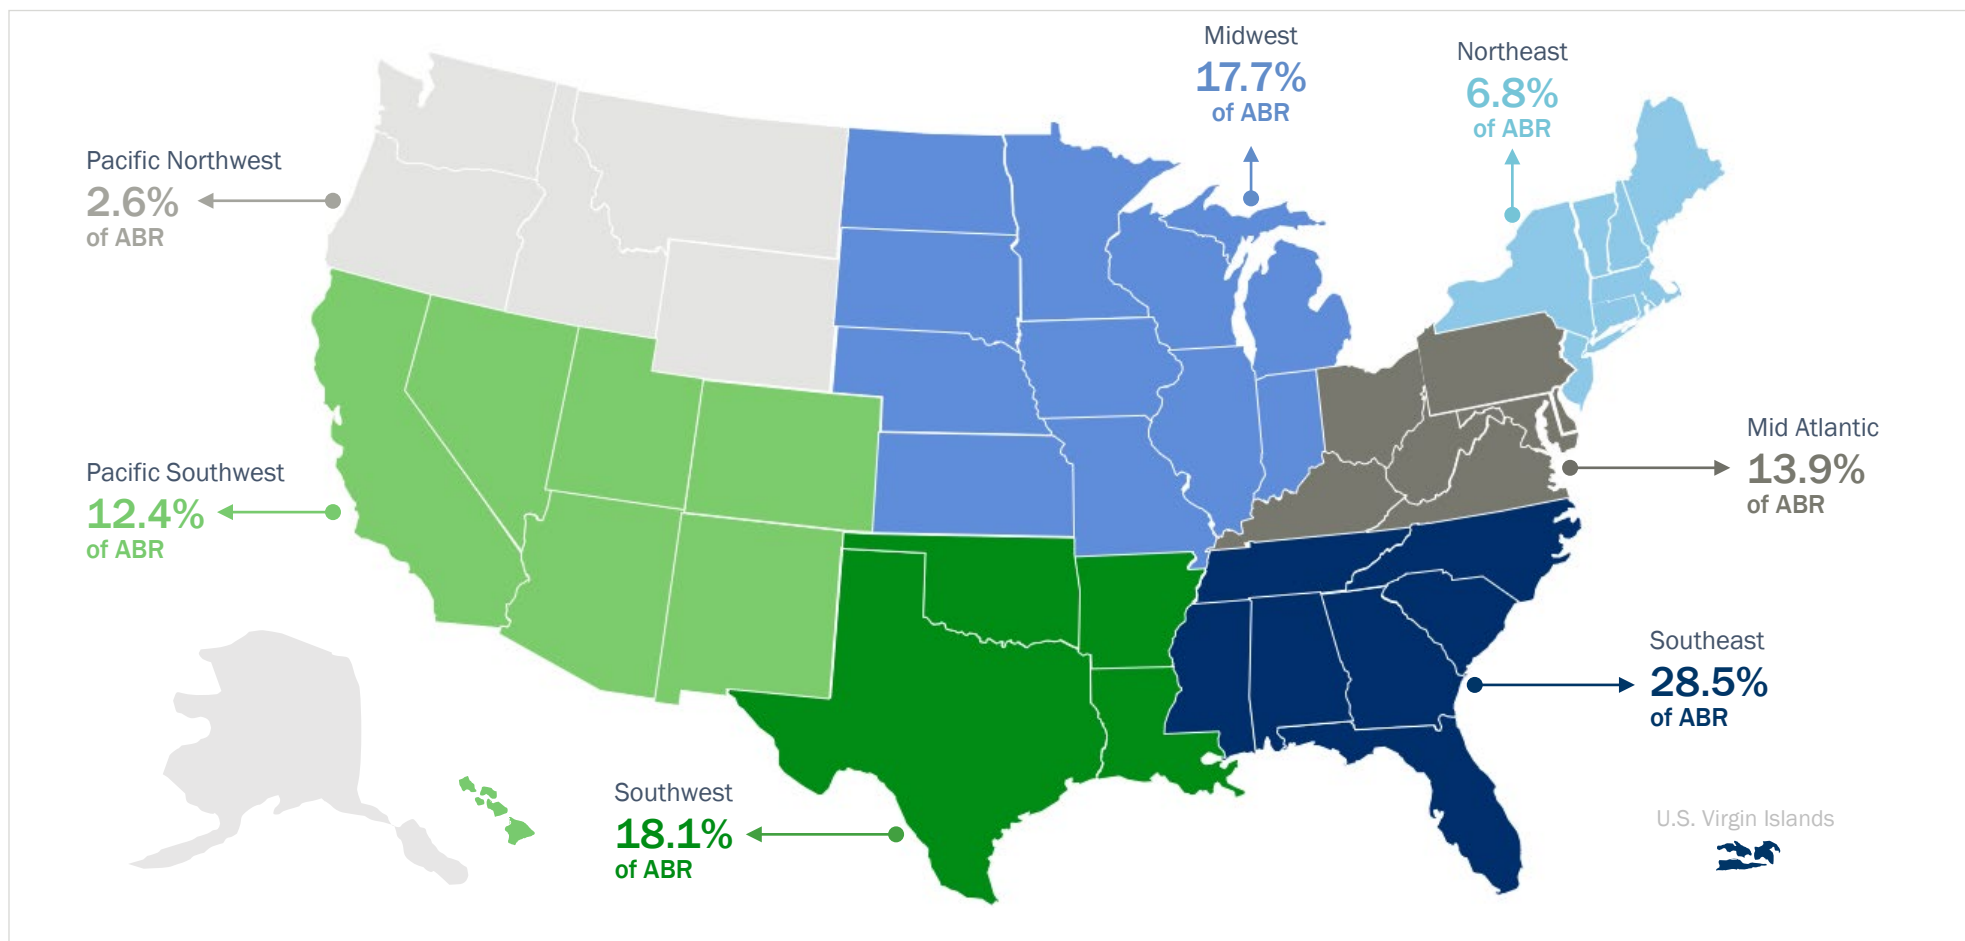 Midwest
17.7%
of ABR
Northeast
6.8%
of ABR
Pacific Northwest
2.6%
of ABR
Mid Atlantic
13.9%
of ABR
Pacific Southwest
12.4%
of ABR
Southeast
28.5%
of ABR
Southwest
18.1%
of ABR
U.S. Virgin Islands